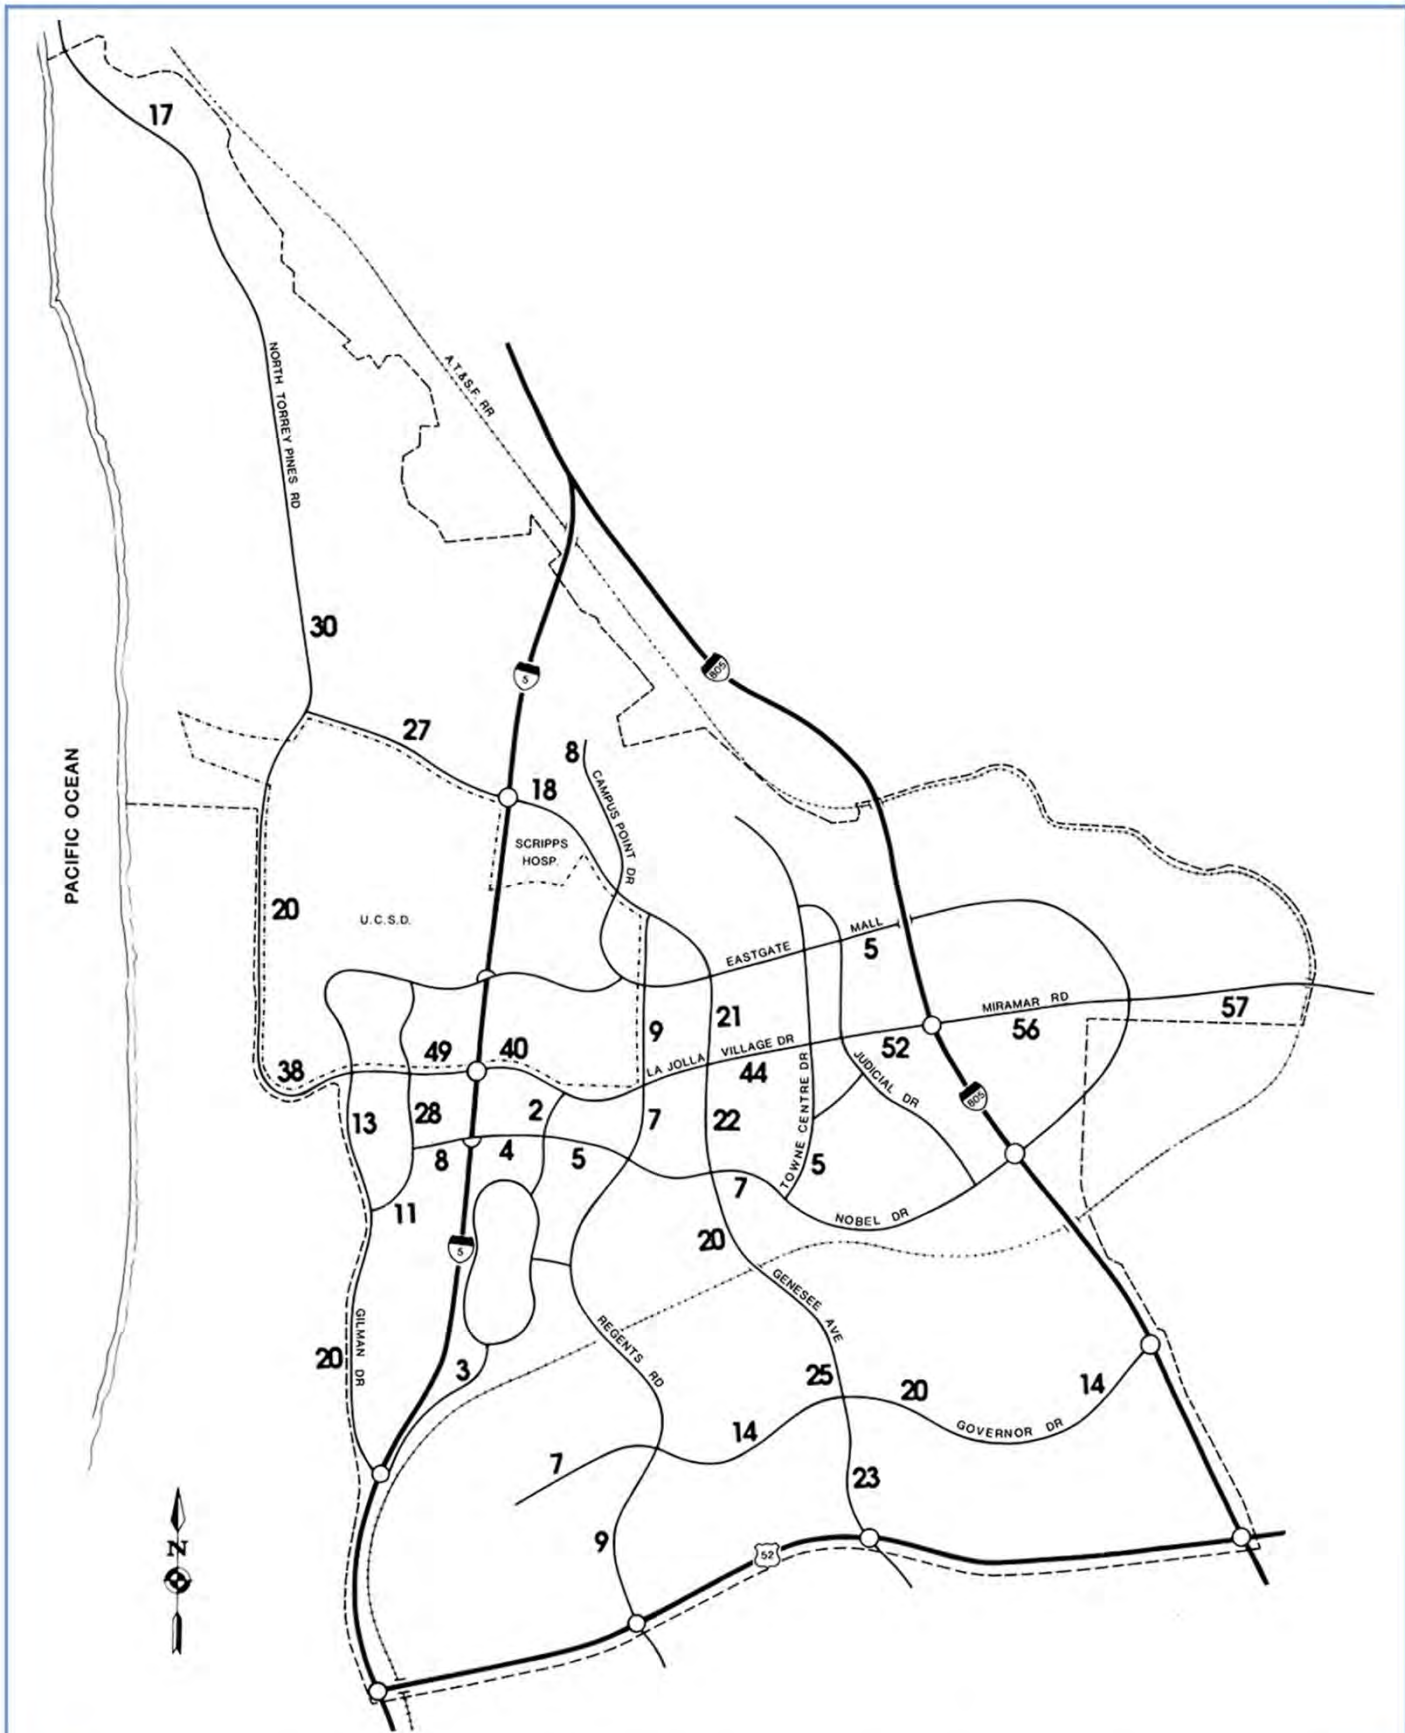 17
NORTH TORREY PINES RD
A.T.&S.F. RR
30
5
805
27
8
18
CAMPUS POINT DR
SCRIPPS
HOSP.
PACIFIC OCEAN
20
U.C.S.D.
EASTGATE MALL
5
21
9
MIRAMAR RD
57
56
49
40
52
38
LA JOLLA VILLAGE DR
44
JUDICIAL DR
805
TOWNE CENTRE DR
2
28
13
7
22
8
4
5
5
7
11
NOBEL DR
20
5
GENESEE AVE
GILMAN DR
REGENTS RD
20
3
25
20
14
GOVERNOR DR
14
7
23
9
52
N